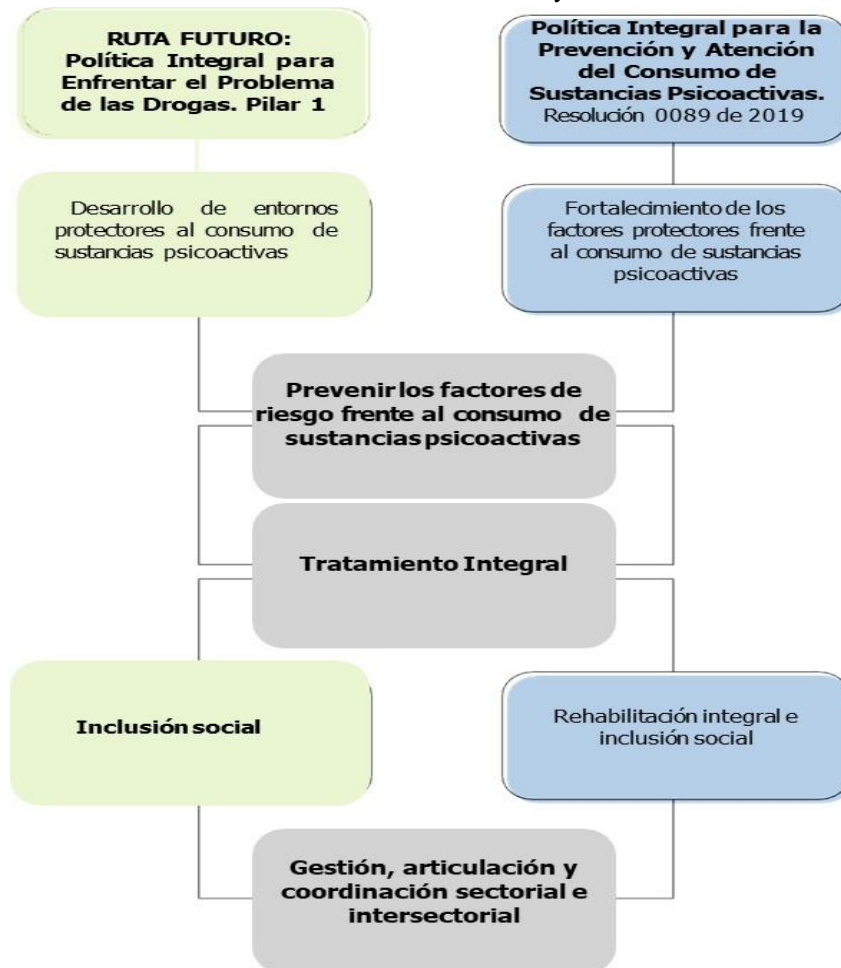 RUTA FUTURO:
Política Integral para
Enfrentar el Problema
de las Drogas. Pilar 1
Política Integral para la
Prevención y Atención
del Consumo de
Sustancias Psicoactivas.
Resolución 0089 de 2019
Desarrollo de entornos
protectores al consumo de
sustancias psicoactivas
Fortalecimiento de los
factores protectores frente
al consumo de sustancias
psicoactivas
Prevenir los factores de
riesgo frente al consumo de
sustancias psicoactivas
Tratamiento Integral
Inclusión social
Rehabilitación integral e
inclusión social
Gestión, articulación y
coordinación sectorial e
intersectorial